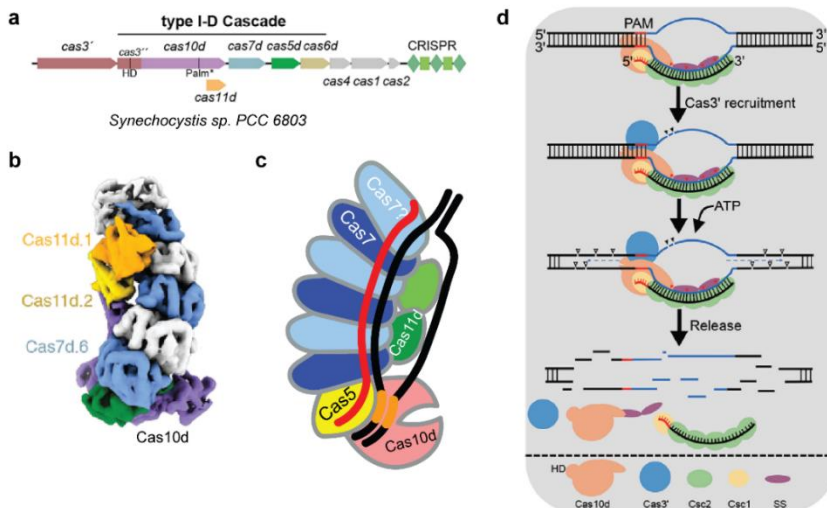 a
type I-D Cascade
cas3′ cas3′′ cas10d cas7d cas5d cas6d CRISPR
HD Palm* cas4 cas1 cas2
cas11d
Synechocystis sp. PCC 6803
b
Cas11d.1
Cas11d.2
Cas7d.6
Cas10d
c
Cas7?
Cas7
Cas11d
Cas5
Cas10d
d
PAM
5′ 3′
3′ 5′
5′ 3′
Cas3′ recruitment
ATP
Release
HD
Cas10d Cas3′ Csc2 Csc1 SS